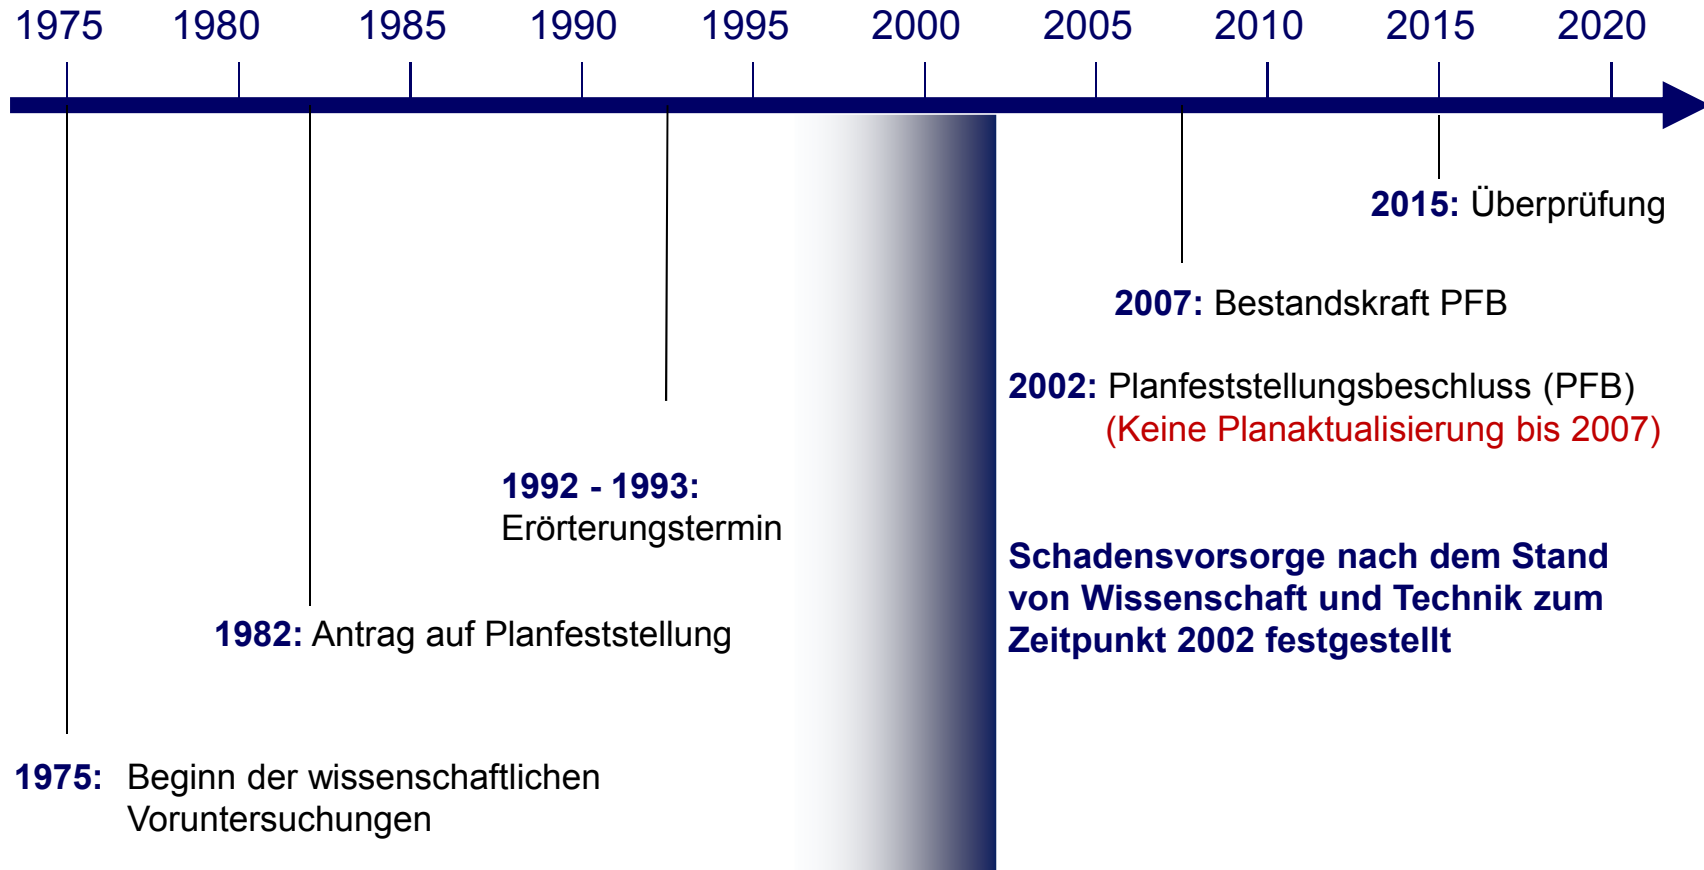 1975 1980 1985 1990 1995 2000 2005 2010 2015 2020
2015: Überprüfung
2007: Bestandskraft PFB
2002: Planfeststellungsbeschluss (PFB)
(Keine Planaktualisierung bis 2007)
1992 - 1993:
Erörterungstermin
Schadensvorsorge nach dem Stand
von Wissenschaft und Technik zum
Zeitpunkt 2002 festgestellt
1982: Antrag auf Planfeststellung
1975: Beginn der wissenschaftlichen
Voruntersuchungen